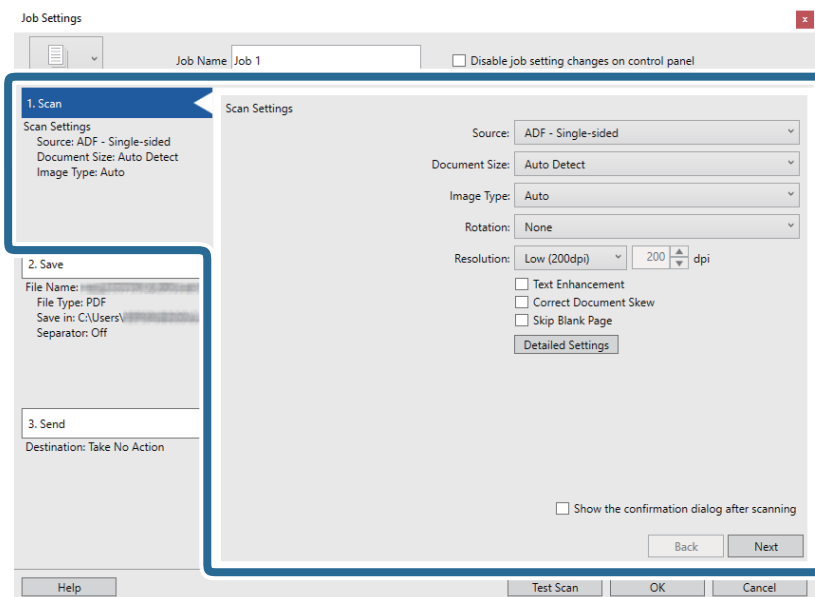 Job Settings
x
Job Name Job 1
Disable job setting changes on control panel
1. Scan
Scan Settings
Source: ADF - Single-sided
Document Size: Auto Detect
Image Type: Auto
2. Save
File Name:
File Type: PDF
Save in: C:\Users\
Separator: Off
3. Send
Destination: Take No Action
Scan Settings
Source: ADF - Single-sided
Document Size: Auto Detect
Image Type: Auto
Rotation: None
Resolution: Low (200dpi) 200 dpi
Text Enhancement
Correct Document Skew
Skip Blank Page
Detailed Settings
Show the confirmation dialog after scanning
Back Next
Help Test Scan OK Cancel